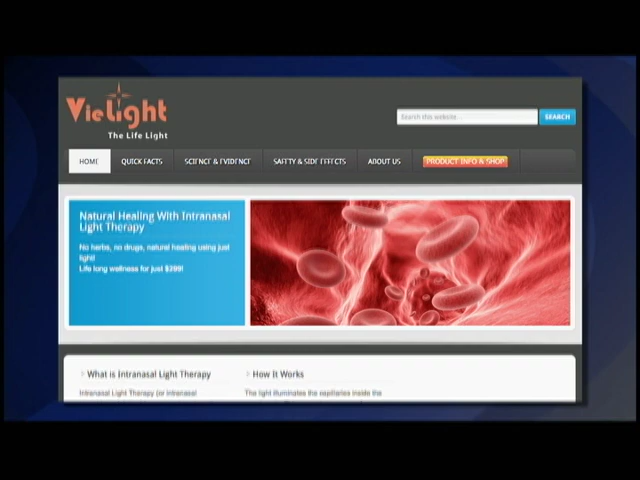 VieLight
The Life Light
Search this website ...
SEARCH
HOME
QUICK FACTS
SCIENCE & EVIDENCE
SAFETY & SIDE EFFECTS
ABOUT US
PRODUCT INFO & SHOP
Natural Healing With Intranasal
Light Therapy
No herbs, no drugs, natural healing using just
light!
Life long wellness for just $399!
What is Intranasal Light Therapy
How It Works
Intranasal Light Therapy (or intranasal
The light illuminates the capillaries inside the